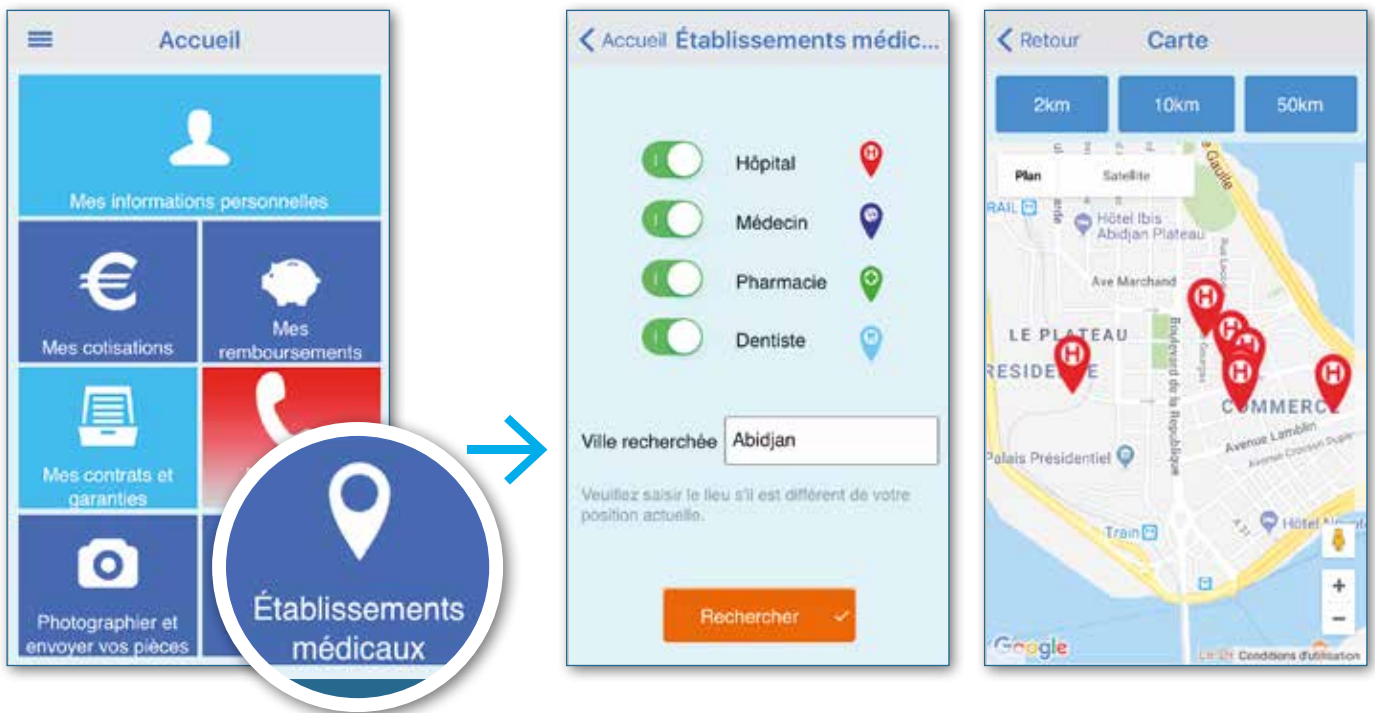 Accueil
Mes informations personnelles
Mes cotisations
Mes
remboursements
Mes contrats et
garanties
Photographier et
envoyer vos pièces
Établissements
médicaux
Accueil Établissements médic...
Hôpital
H
Médecin
Pharmacie
Dentiste
Ville recherchée Abidjan
Veuillez saisir le lieu s'il est différent de votre
position actuelle.
Rechercher
Retour Carte
2km 10km 50km
Plan Satellite
Gaulle
RAIL
Hôtel Ibis
Abidjan Plateau
Ave Marchand
LE PLATEAU
H
H
H
H
H
COMMERCE
Boulevard de la République
Avenue Lamblin
Palais Présidentiel
Train
Hôtel
+
−
Google
Conditions d'utilisation